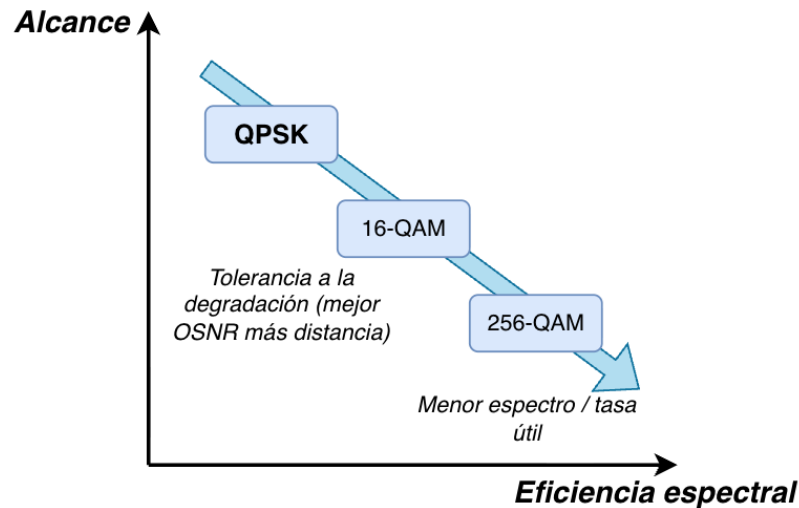 Alcance
QPSK
16-QAM
Tolerancia a la
degradación (mejor
OSNR más distancia)
256-QAM
Menor espectro / tasa
útil
Eficiencia espectral